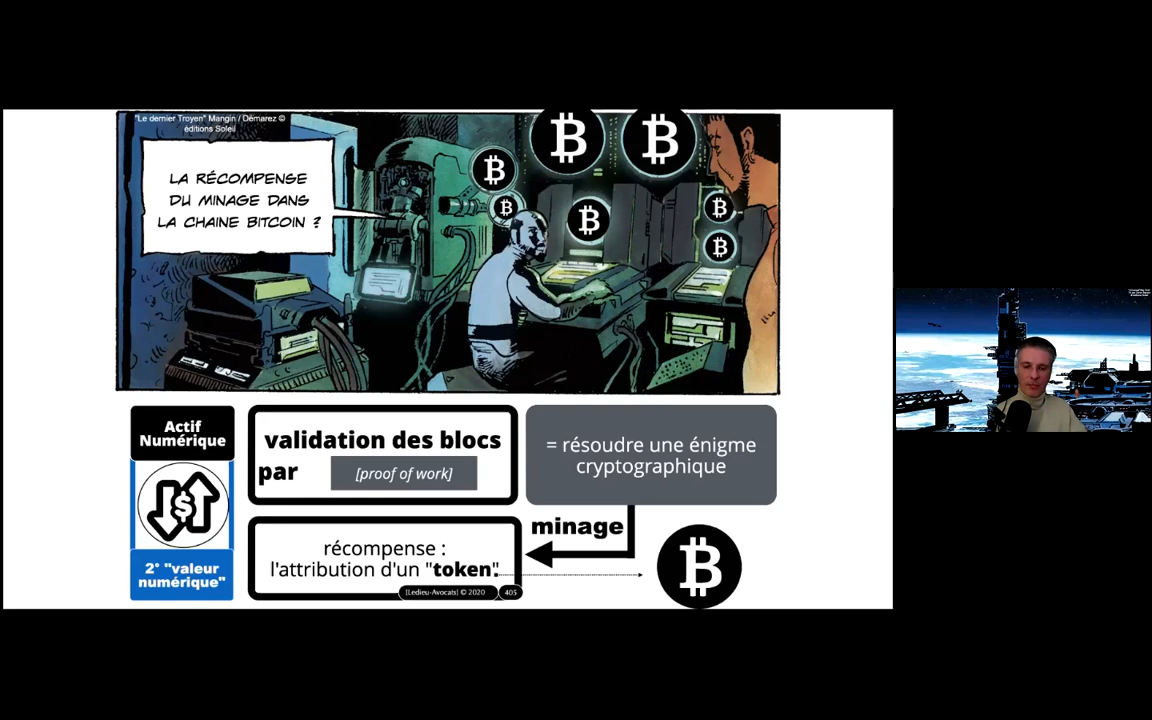 "Le dernier Troyen" Mangin / Démarez ©
éditions Soleil
LA RÉCOMPENSE
DU MINAGE DANS
LA CHAINE BITCOIN ?
Actif
Numérique
2° "valeur
numérique"
validation des blocs
par [proof of work]
= résoudre une énigme
cryptographique
minage
récompense :
l'attribution d'un "token".
[Ledieu-Avocats] © 2020 405